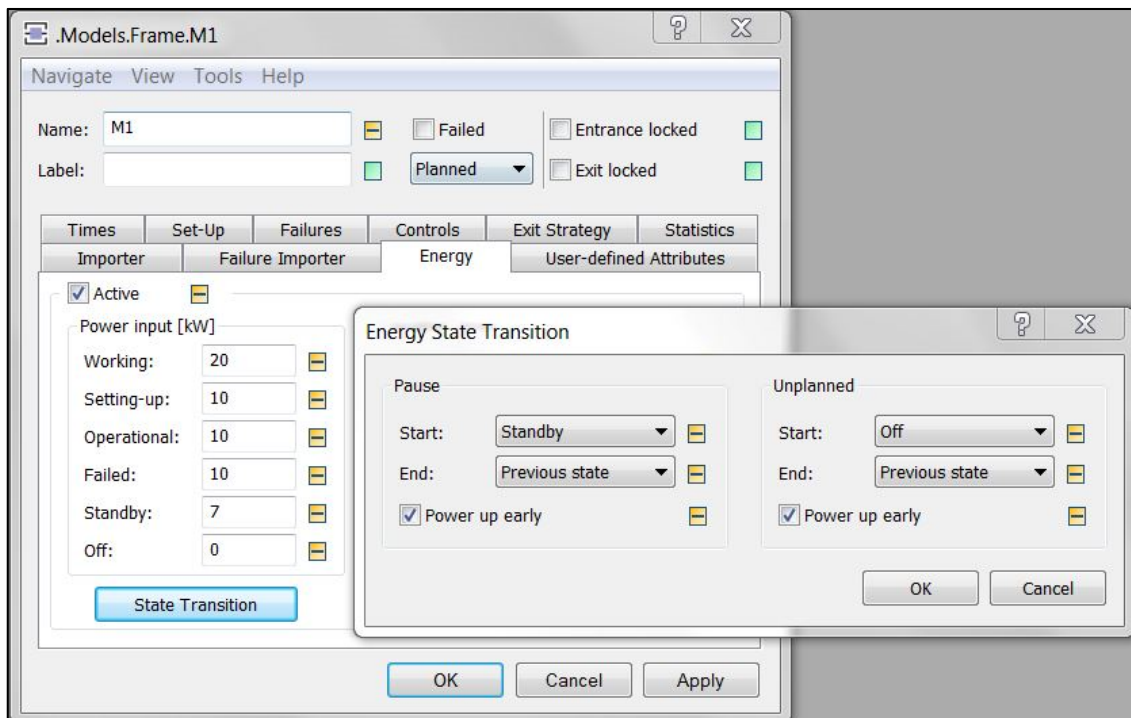 .Models.Frame.M1
Navigate View Tools Help
Name: M1 Failed Entrance locked
Label: Planned Exit locked
Times Set-Up Failures Controls Exit Strategy Statistics
Importer Failure Importer Energy User-defined Attributes
Active
Power input [kW]
Working: 20
Setting-up: 10
Operational: 10
Failed: 10
Standby: 7
Off: 0
State Transition
OK Cancel Apply
Energy State Transition
Pause Unplanned
Start: Standby Start: Off
End: Previous state End: Previous state
Power up early Power up early
OK Cancel